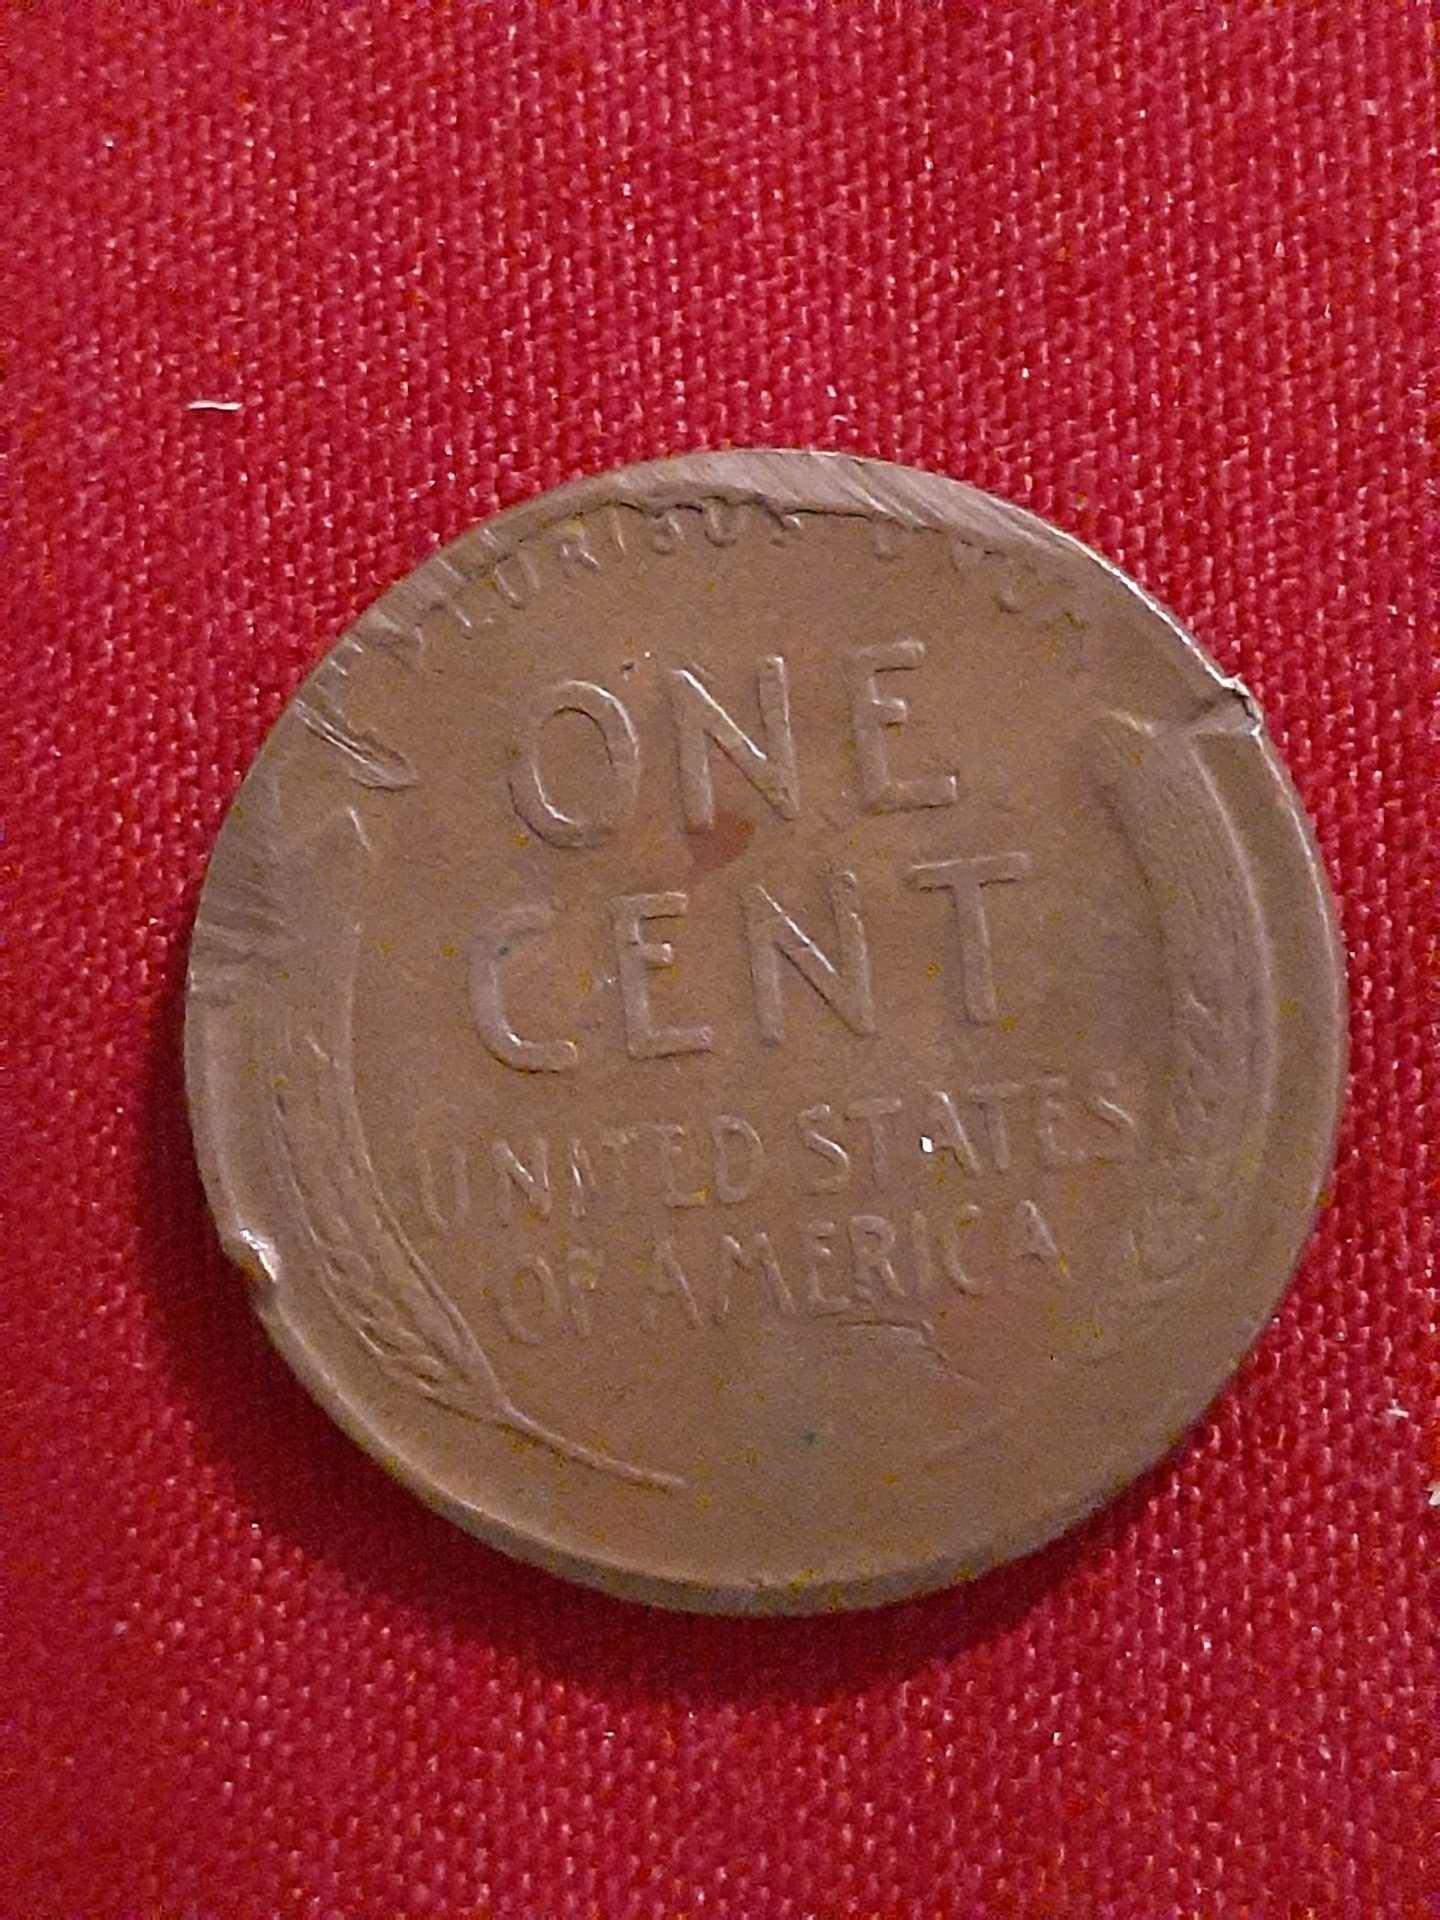 ONE
CENT
UNITED STATES
OF AMERICA